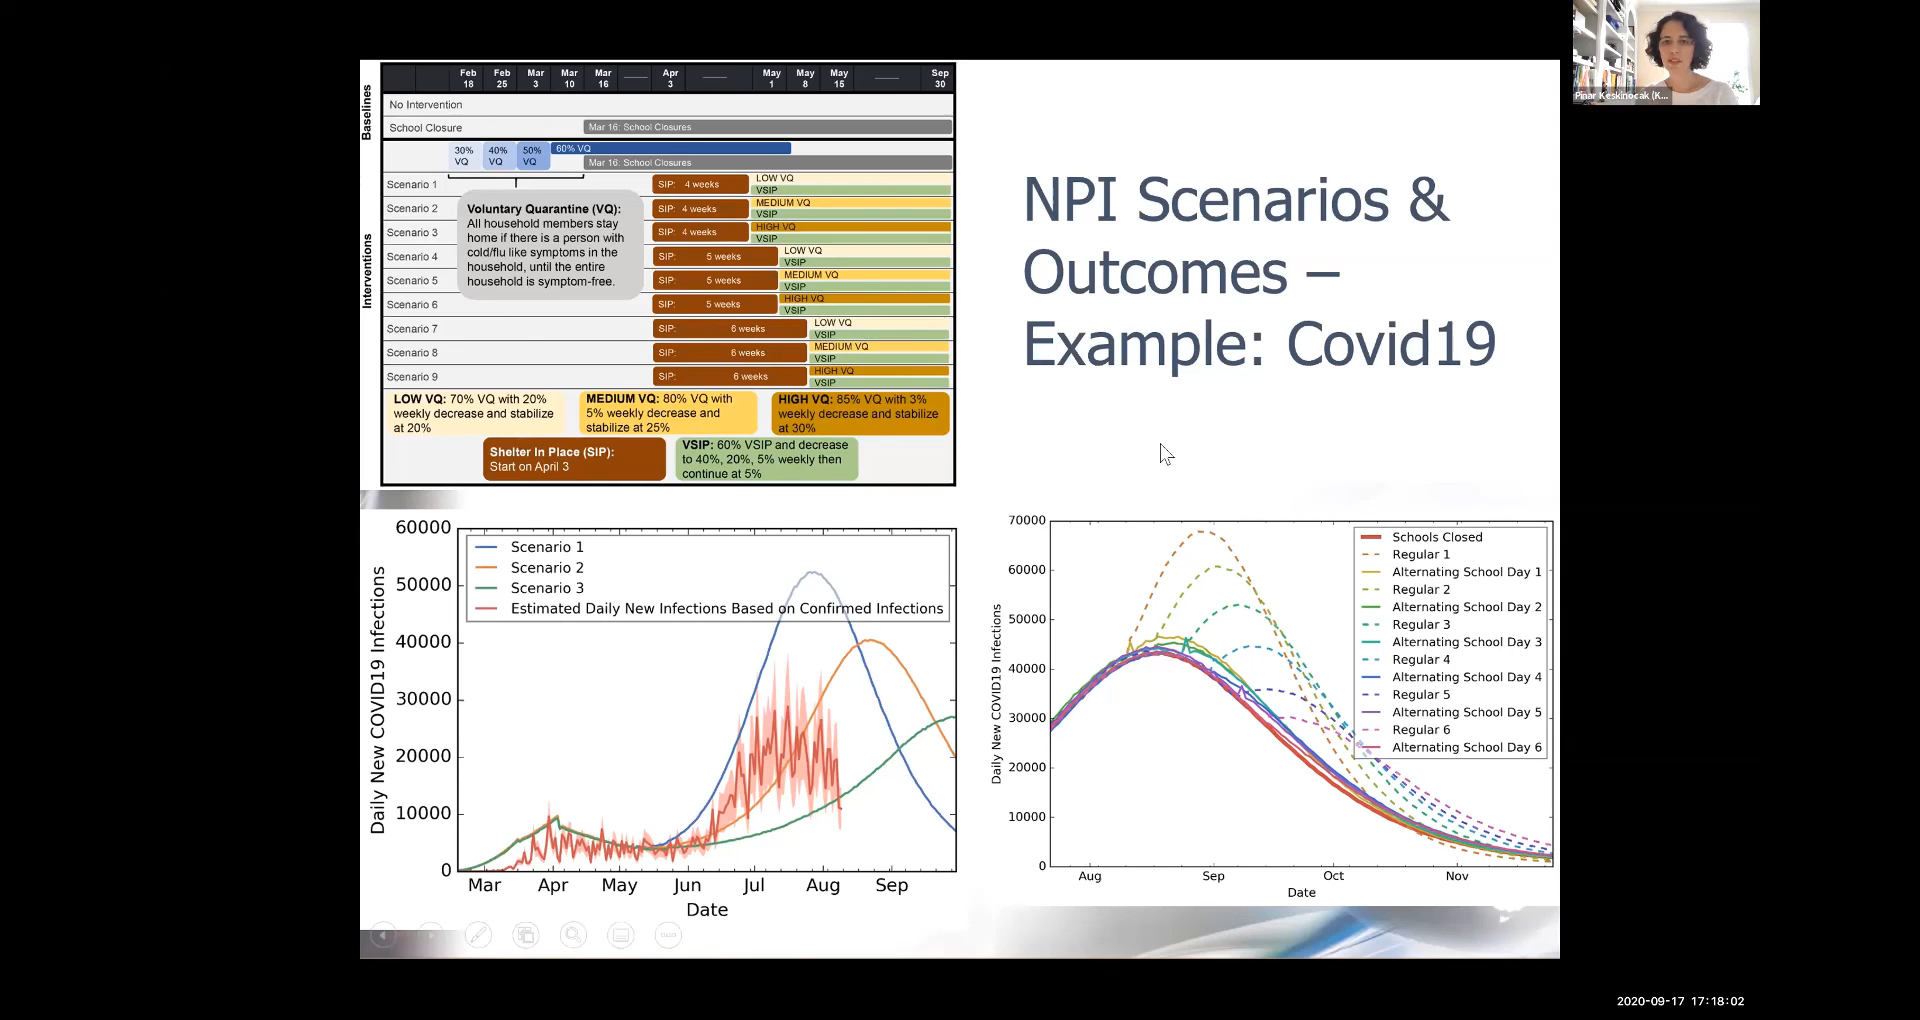 Pinar Keskinocak (K...
Baselines
Feb 18
Feb 25
Mar 3
Mar 10
Mar 16
Apr 3
May 1
May 8
May 15
Sep 30
No Intervention
School Closure
Mar 16: School Closures
30% VQ
40% VQ
50% VQ
60% VQ
Mar 16: School Closures
Interventions
Scenario 1
SIP: 4 weeks
LOW VQ
VSIP
Scenario 2
SIP: 4 weeks
MEDIUM VQ
VSIP
Scenario 3
SIP: 4 weeks
HIGH VQ
VSIP
Scenario 4
SIP: 5 weeks
LOW VQ
VSIP
Scenario 5
SIP: 5 weeks
MEDIUM VQ
VSIP
Scenario 6
SIP: 5 weeks
HIGH VQ
VSIP
Scenario 7
SIP: 6 weeks
LOW VQ
VSIP
Scenario 8
SIP: 6 weeks
MEDIUM VQ
VSIP
Scenario 9
SIP: 6 weeks
HIGH VQ
VSIP
Voluntary Quarantine (VQ):
All household members stay
home if there is a person with
cold/flu like symptoms in the
household, until the entire
household is symptom-free.
LOW VQ: 70% VQ with 20%
weekly decrease and stabilize
at 20%
MEDIUM VQ: 80% VQ with
5% weekly decrease and
stabilize at 25%
HIGH VQ: 85% VQ with 3%
weekly decrease and stabilize
at 30%
Shelter In Place (SIP):
Start on April 3
VSIP: 60% VSIP and decrease
to 40%, 20%, 5% weekly then
continue at 5%
NPI Scenarios &
Outcomes –
Example: Covid19
Daily New COVID19 Infections
60000
50000
40000
30000
20000
10000
0
Scenario 1
Scenario 2
Scenario 3
Estimated Daily New Infections Based on Confirmed Infections
Mar Apr May Jun Jul Aug Sep
Date
Daily New COVID19 Infections
70000
60000
50000
40000
30000
20000
10000
0
Schools Closed
Regular 1
Alternating School Day 1
Regular 2
Alternating School Day 2
Regular 3
Alternating School Day 3
Regular 4
Alternating School Day 4
Regular 5
Alternating School Day 5
Regular 6
Alternating School Day 6
Aug Sep Oct Nov
Date
2020-09-17 17:18:02